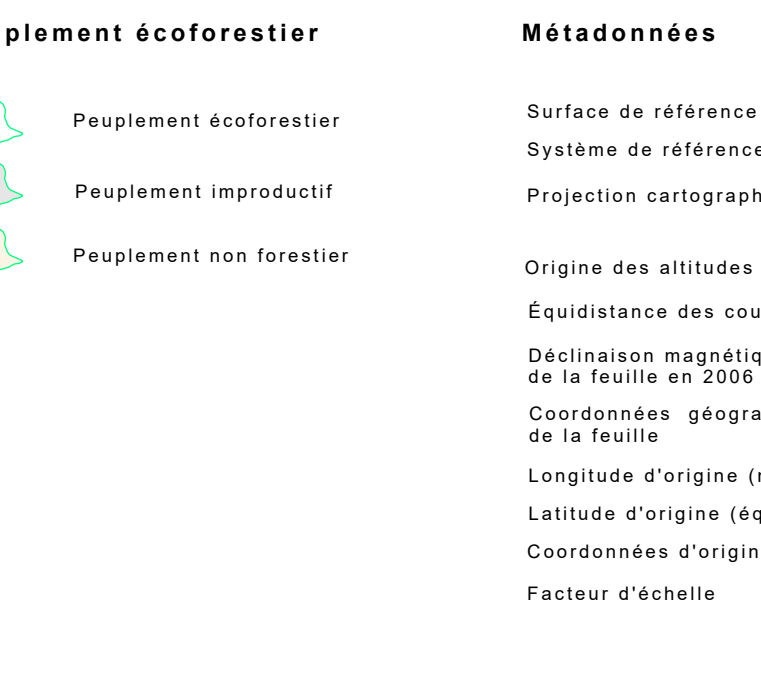 plement écoforestier
Peuplement écoforestier
Peuplement improductif
Peuplement non forestier
Métadonnées
Surface de référence
Système de référence
Projection cartograph
Origine des altitudes
Équidistance des cou
Déclinaison magnétiq
de la feuille en 2006
Coordonnées géogra
de la feuille
Longitude d'origine (
Latitude d'origine (éq
Coordonnées d'origin
Facteur d'échelle